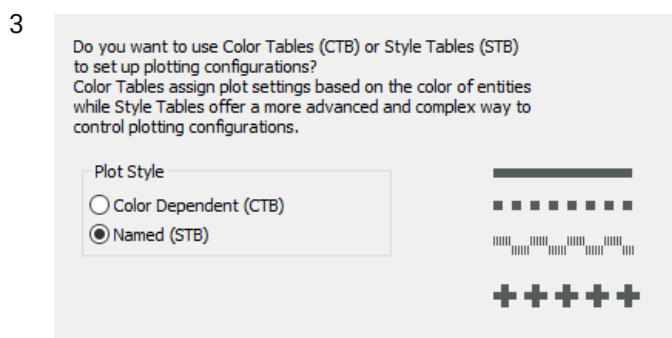 3
Do you want to use Color Tables (CTB) or Style Tables (STB)
to set up plotting configurations?
Color Tables assign plot settings based on the color of entities
while Style Tables offer a more advanced and complex way to
control plotting configurations.
Plot Style
Color Dependent (CTB)
Named (STB)